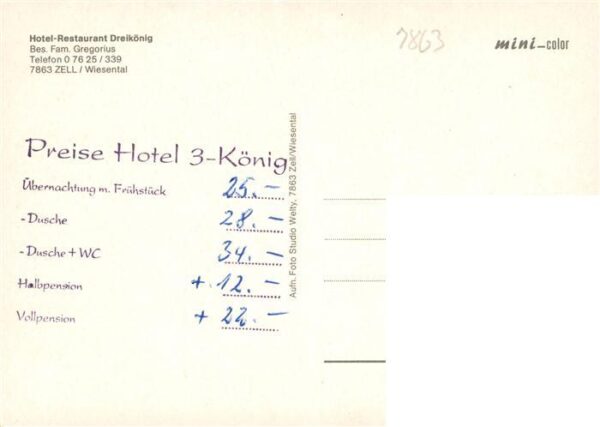 Hotel-Restaurant Dreikönig
Bes. Fam. Gregorius
Telefon 0 76 25 / 339
7863 ZELL / Wiesental
7863
mini-color
Preise Hotel 3-König
Übernachtung m. Frühstück 25.-
-Dusche 28.-
-Dusche + WC 34.-
Halbpension + 12.-
Vollpension + 22.-
Aufn. Foto Studio Welty, 7863 Zell/Wiesental